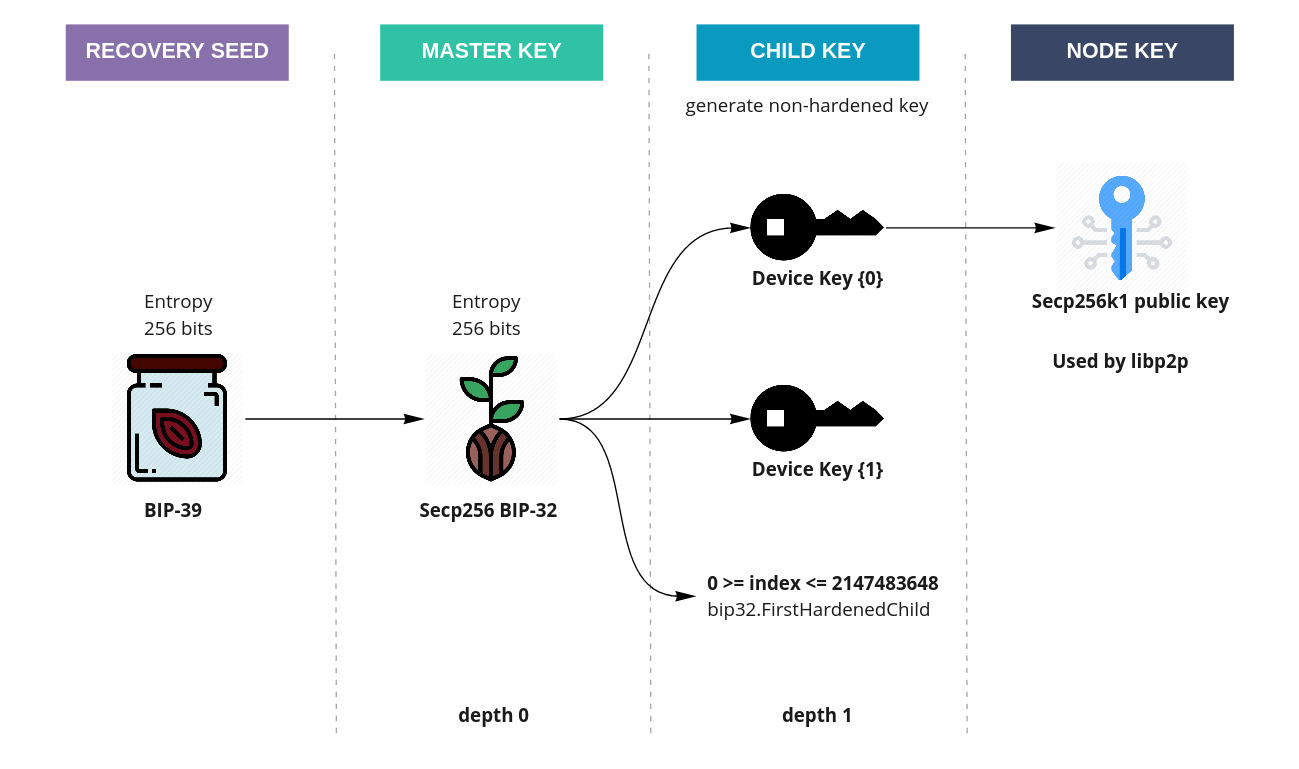 RECOVERY SEED
MASTER KEY
CHILD KEY
NODE KEY
generate non-hardened key
Device Key {0}
Secp256k1 public key
Used by libp2p
Entropy
256 bits
BIP-39
Entropy
256 bits
Secp256 BIP-32
Device Key {1}
0 >= index <= 2147483648
bip32.FirstHardenedChild
depth 0
depth 1